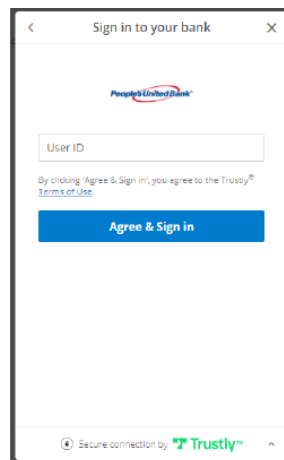 Sign in to your bank
People's United Bank®
User ID
By clicking 'Agree & Sign in', you agree to the Trustly®
Terms of Use.
Agree & Sign in
Secure connection by Trustly™